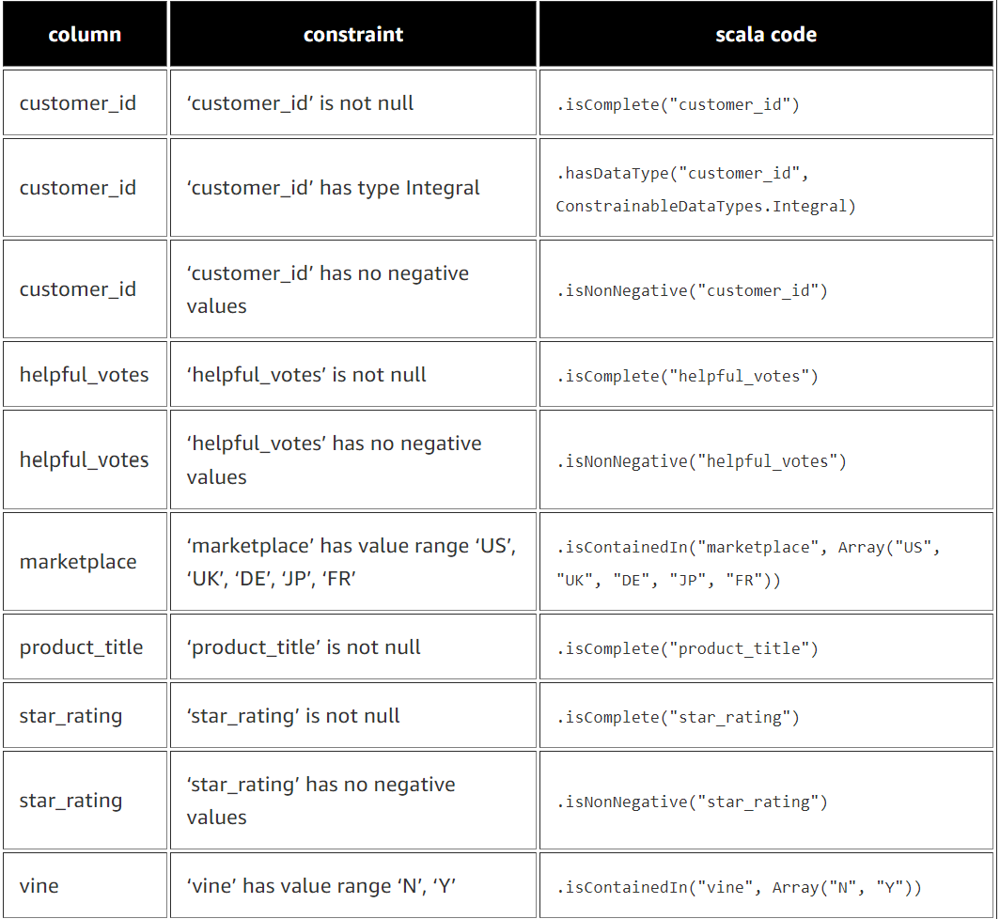 column constraint scala code
customer_id ‘customer_id’ is not null .isComplete("customer_id")
customer_id ‘customer_id’ has type Integral .hasDataType("customer_id",
ConstrainableDataTypes.Integral)
customer_id ‘customer_id’ has no negative
values .isNonNegative("customer_id")
helpful_votes ‘helpful_votes’ is not null .isComplete("helpful_votes")
helpful_votes ‘helpful_votes’ has no negative
values .isNonNegative("helpful_votes")
marketplace ‘marketplace’ has value range ‘US’,
‘UK’, ‘DE’, ‘JP’, ‘FR’ .isContainedIn("marketplace", Array("US",
"UK", "DE", "JP", "FR"))
product_title ‘product_title’ is not null .isComplete("product_title")
star_rating ‘star_rating’ is not null .isComplete("star_rating")
star_rating ‘star_rating’ has no negative
values .isNonNegative("star_rating")
vine ‘vine’ has value range ‘N’, ‘Y’ .isContainedIn("vine", Array("N", "Y"))